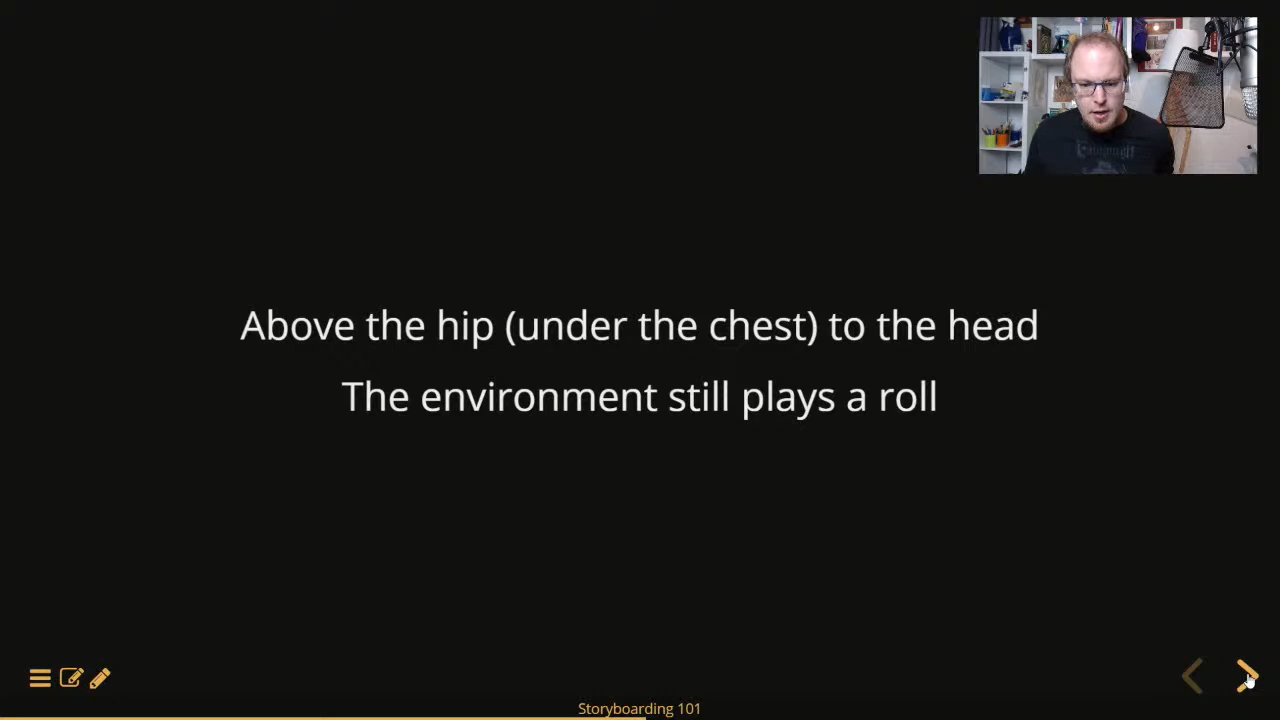 Above the hip (under the chest) to the head
The environment still plays a roll
Storyboarding 101